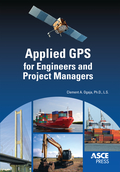 Applied GPS
for Engineers and
Project Managers
Clement A. Ogaja, Ph.D., L.S.
ASCE
PRESS